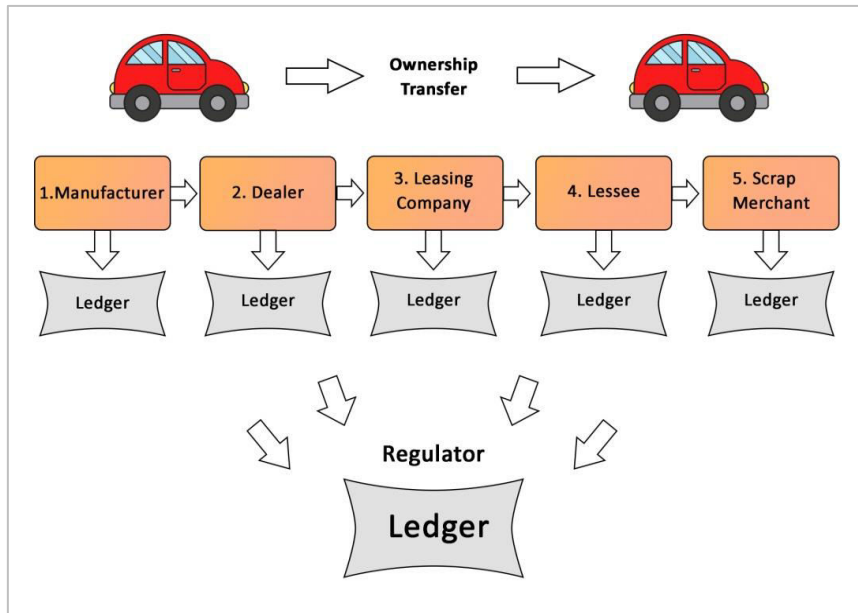 Ownership
Transfer
1.Manufacturer
2. Dealer
3. Leasing
Company
4. Lessee
5. Scrap
Merchant
Ledger
Ledger
Ledger
Ledger
Ledger
Regulator
Ledger